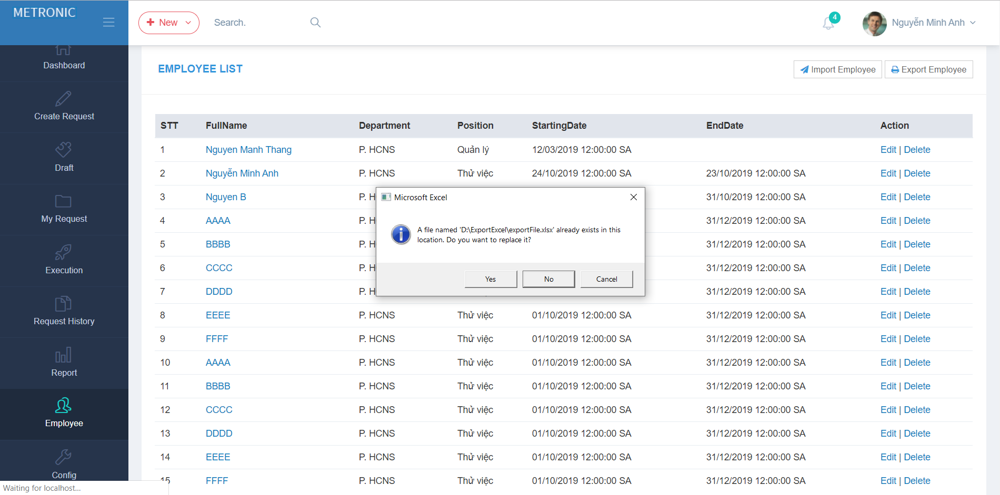 METRONIC
New
Search.
4
Nguyễn Minh Anh
Dashboard
Create Request
Draft
My Request
Execution
Request History
Report
Employee
Config
Waiting for localhost...
EMPLOYEE LIST
Import Employee
Export Employee
STT FullName Department Position StartingDate EndDate Action
1 Nguyen Manh Thang P. HCNS Quản lý 12/03/2019 12:00:00 SA Edit | Delete
2 Nguyễn Minh Anh P. HCNS Thử việc 24/10/2019 12:00:00 SA 23/10/2019 12:00:00 SA Edit | Delete
3 Nguyen B P. H 31/10/2019 12:00:00 SA Edit | Delete
4 AAAA P. H 31/12/2019 12:00:00 SA Edit | Delete
5 BBBB P. H 31/12/2019 12:00:00 SA Edit | Delete
6 CCCC P. H 31/12/2019 12:00:00 SA Edit | Delete
7 DDDD P. H 31/12/2019 12:00:00 SA Edit | Delete
8 EEEE P. HCNS Thử việc 01/10/2019 12:00:00 SA 31/12/2019 12:00:00 SA Edit | Delete
9 FFFF P. HCNS Thử việc 01/10/2019 12:00:00 SA 31/12/2019 12:00:00 SA Edit | Delete
10 AAAA P. HCNS Thử việc 01/10/2019 12:00:00 SA 31/12/2019 12:00:00 SA Edit | Delete
11 BBBB P. HCNS Thử việc 01/10/2019 12:00:00 SA 31/12/2019 12:00:00 SA Edit | Delete
12 CCCC P. HCNS Thử việc 01/10/2019 12:00:00 SA 31/12/2019 12:00:00 SA Edit | Delete
13 DDDD P. HCNS Thử việc 01/10/2019 12:00:00 SA 31/12/2019 12:00:00 SA Edit | Delete
14 EEEE P. HCNS Thử việc 01/10/2019 12:00:00 SA 31/12/2019 12:00:00 SA Edit | Delete
15 FFFF P. HCNS Thử việc 01/10/2019 12:00:00 SA 31/12/2019 12:00:00 SA Edit | Delete
Microsoft Excel
A file named 'D:\ExportExcel\exportFile.xlsx' already exists in this
location. Do you want to replace it?
Yes
No
Cancel